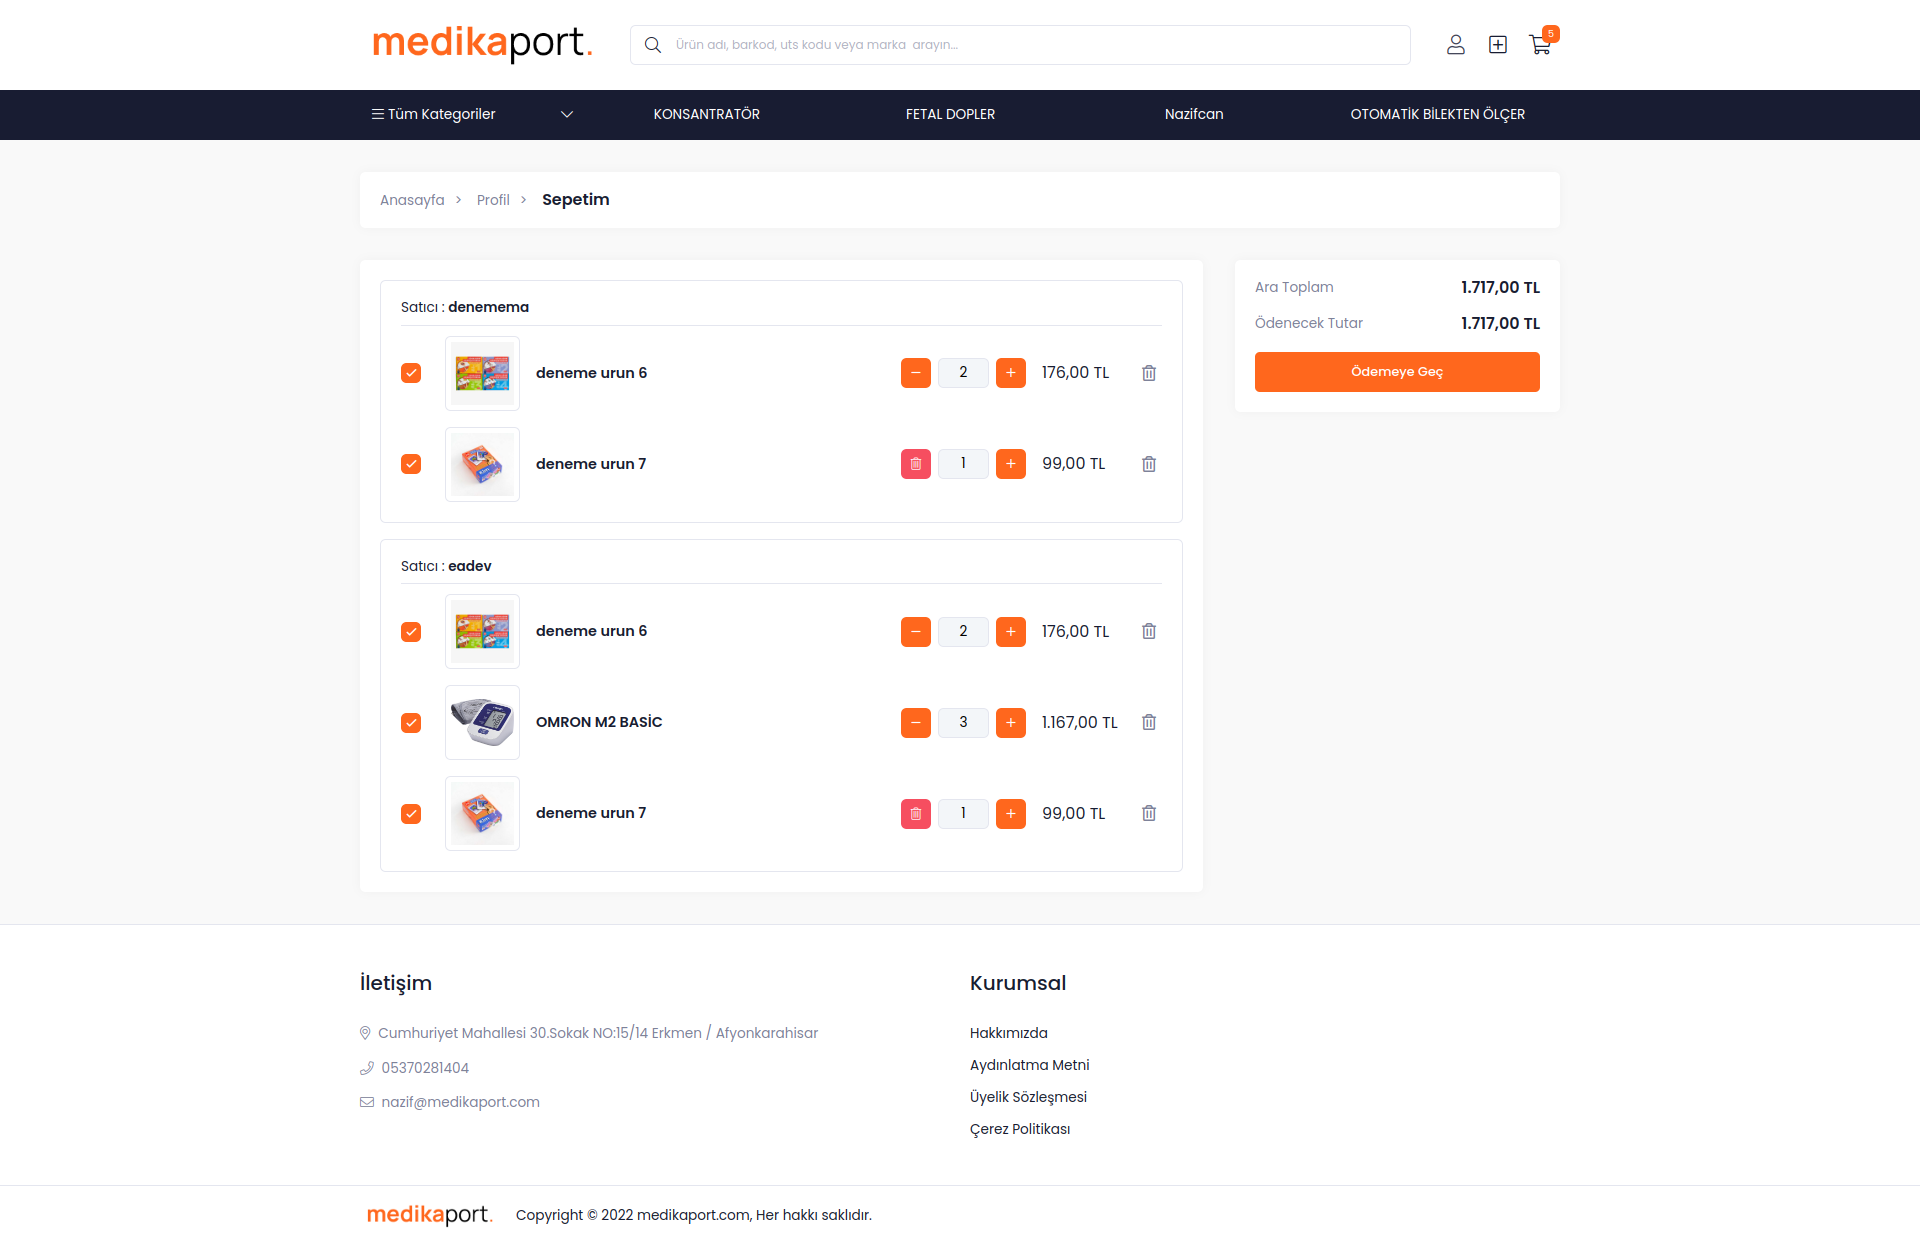 medikaport.
Ürün adı, barkod, uts kodu veya marka arayın...
5
Tüm Kategoriler
KONSANTRATÖR
FETAL DOPLER
Nazifcan
OTOMATİK BİLEKTEN ÖLÇER
Anasayfa > Profil > Sepetim
Satıcı : denemema
deneme urun 6
2
176,00 TL
deneme urun 7
1
99,00 TL
Satıcı : eadev
deneme urun 6
2
176,00 TL
OMRON M2 BASİC
3
1.167,00 TL
deneme urun 7
1
99,00 TL
Ara Toplam 1.717,00 TL
Ödenecek Tutar 1.717,00 TL
Ödemeye Geç
İletişim
Cumhuriyet Mahallesi 30.Sokak NO:15/14 Erkmen / Afyonkarahisar
05370281404
nazif@medikaport.com
Kurumsal
Hakkımızda
Aydınlatma Metni
Üyelik Sözleşmesi
Çerez Politikası
medikaport.
Copyright © 2022 medikaport.com, Her hakkı saklıdır.